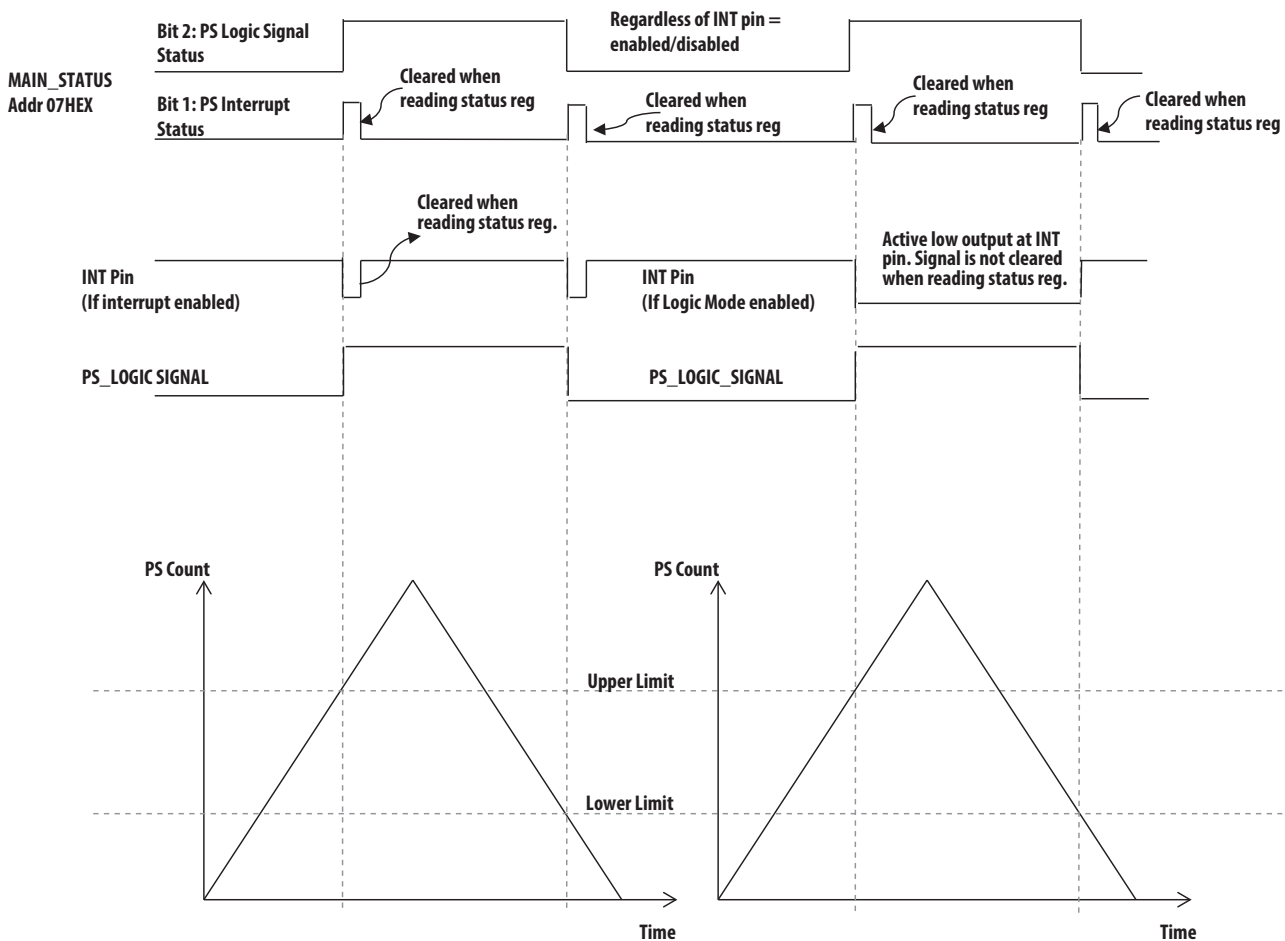 Bit 2: PS Logic Signal
Status
Regardless of INT pin =
enabled/disabled
MAIN_STATUS
Addr 07HEX
Bit 1: PS Interrupt
Status
Cleared when
reading status reg
Cleared when
reading status reg
Cleared when
reading status reg
Cleared when
reading status reg
Cleared when
reading status reg.
INT Pin
(If interrupt enabled)
INT Pin
(If Logic Mode enabled)
Active low output at INT
pin. Signal is not cleared
when reading status reg.
PS_LOGIC SIGNAL
PS_LOGIC_SIGNAL
PS Count
PS Count
Upper Limit
Lower Limit
Time
Time